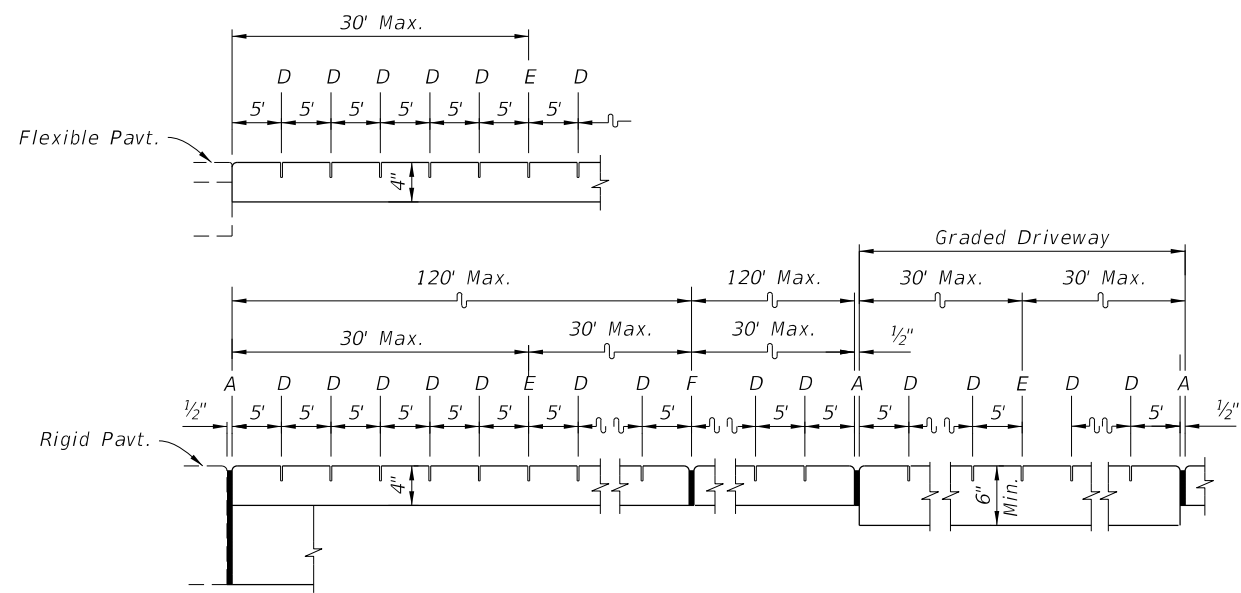 30' Max.
D D D D D E D
5' 5' 5' 5' 5' 5' 5'
Flexible Pavt.
4"
Graded Driveway
120' Max. 120' Max. 30' Max. 30' Max.
30' Max. 30' Max. 30' Max. ½"
A D D D D D E D D F D D A D D E D D A
½" 5' 5' 5' 5' 5' 5' 5' 5' 5' 5' 5' 5' 5' ½"
Rigid Pavt.
4"
6" Min.